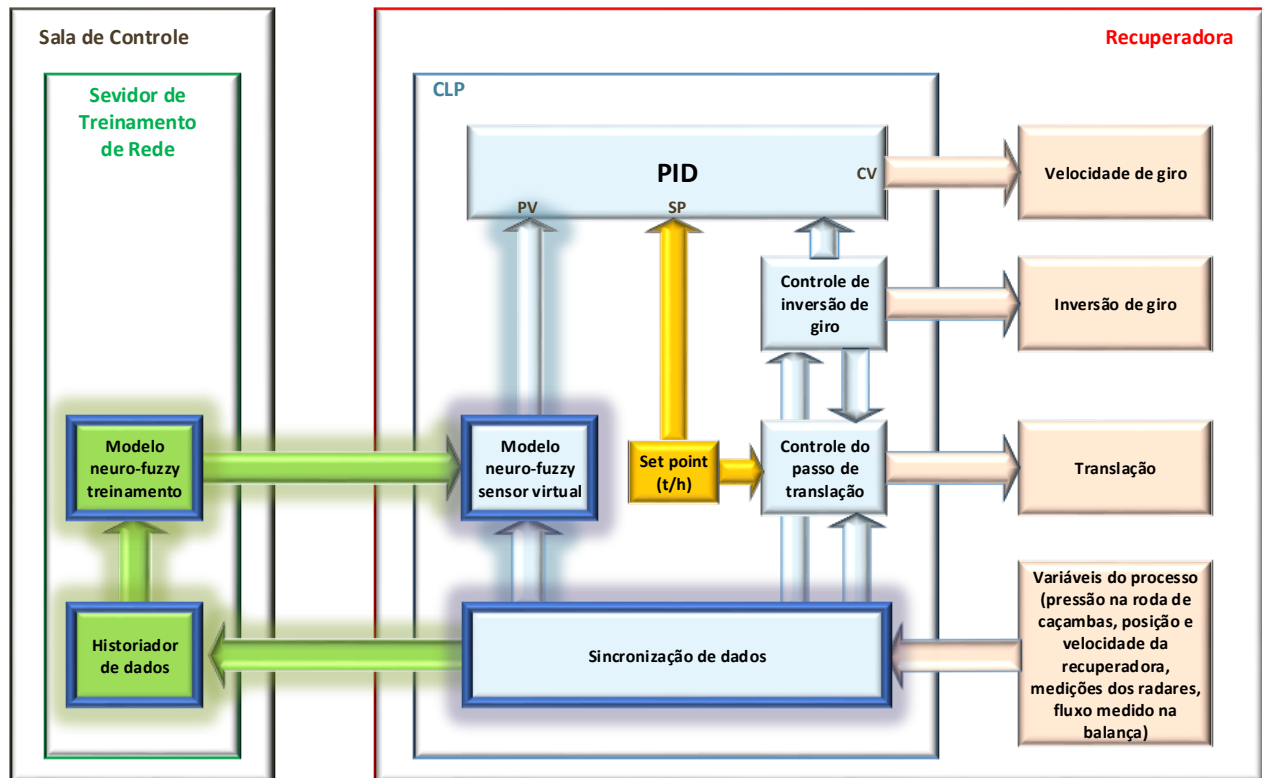 Sala de Controle
Recuperadora
Sevidor de
Treinamento
de Rede
CLP
PID
CV
PV
SP
Velocidade de giro
Controle de
inversão de
giro
Inversão de giro
Modelo
neuro-fuzzy
treinamento
Modelo
neuro-fuzzy
sensor virtual
Set point
(t/h)
Controle do
passo de
translação
Translação
Historiador
de dados
Sincronização de dados
Variáveis do processo
(pressão na roda de
caçambas, posição e
velocidade da
recuperadora,
medições dos radares,
fluxo medido na
balança)